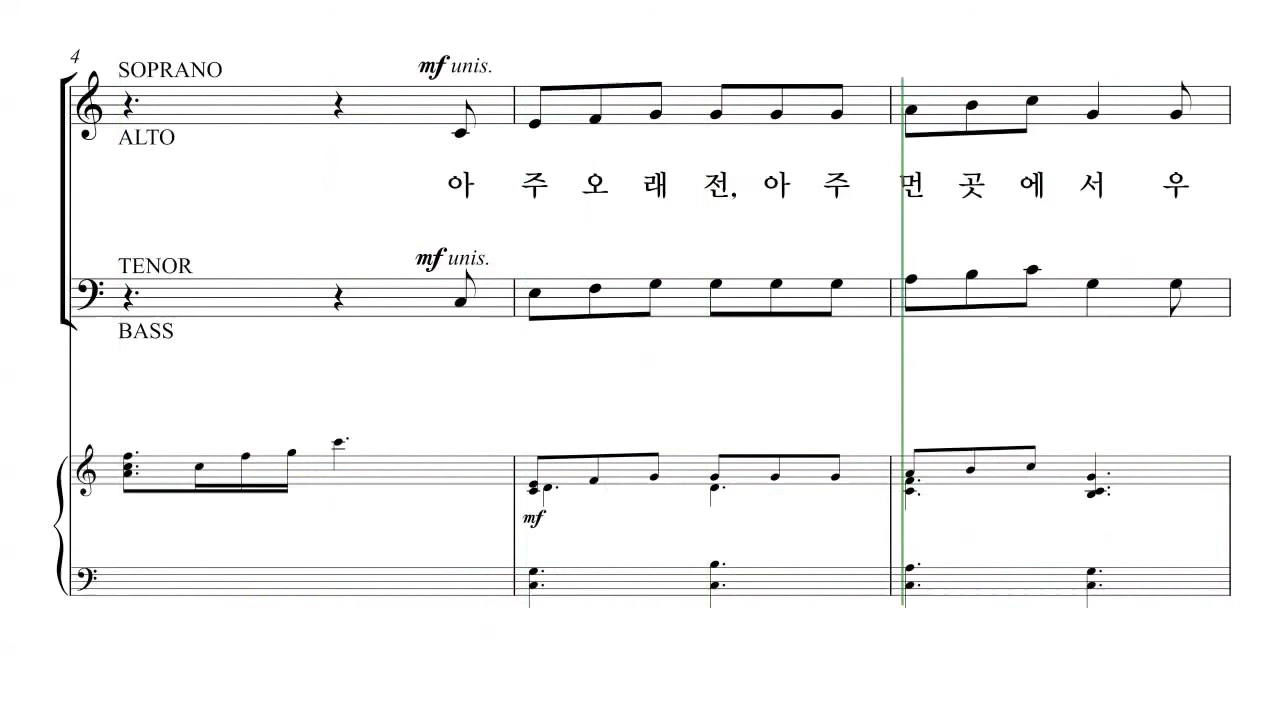 4
SOPRANO
mf unis.
ALTO
아 주 오 래 전, 아 주 먼 곳 에 서 우
TENOR
mf unis.
BASS
mf